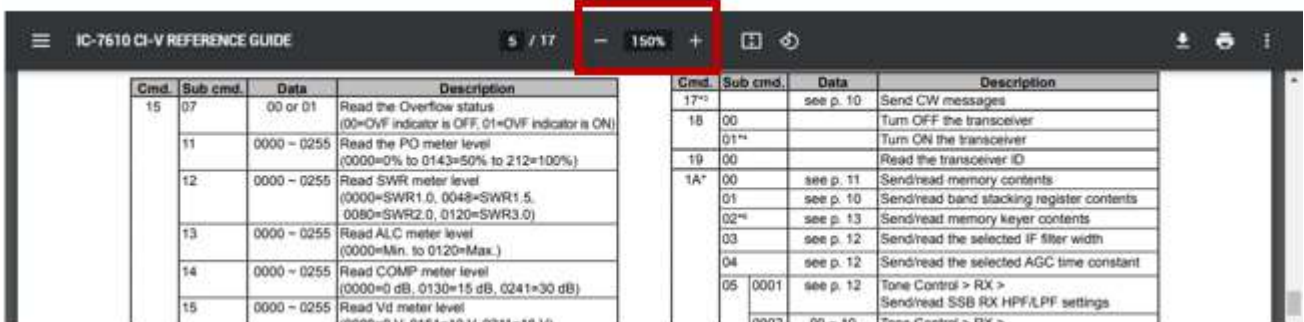 IC-7610 CI-V REFERENCE GUIDE 5 / 17 − 150% +
Cmd. Sub cmd. Data Description
15 07 00 or 01 Read the Overflow status
(00=OVF indicator is OFF, 01=OVF indicator is ON)
11 0000 ~ 0255 Read the PO meter level
(0000=0% to 0143=50% to 212=100%)
12 0000 ~ 0255 Read SWR meter level
(0000=SWR1.0, 0048=SWR1.5,
0080=SWR2.0, 0120=SWR3.0)
13 0000 ~ 0255 Read ALC meter level
(0000=Min. to 0120=Max.)
14 0000 ~ 0255 Read COMP meter level
(0000=0 dB, 0130=15 dB, 0241=30 dB)
15 0000 ~ 0255 Read Vd meter level
Cmd. Sub cmd. Data Description
17 see p. 10 Send CW messages
18 00 Turn OFF the transceiver
01*⁴ Turn ON the transceiver
19 00 Read the transceiver ID
1A* 00 see p. 11 Send/read memory contents
01 see p. 10 Send/read band stacking register contents
02 see p. 13 Send/read memory keyer contents
03 see p. 12 Send/read the selected IF filter width
04 see p. 12 Send/read the selected AGC time constant
05 0001 see p. 12 Tone Control > RX >
Send/read SSB RX HPF/LPF settings